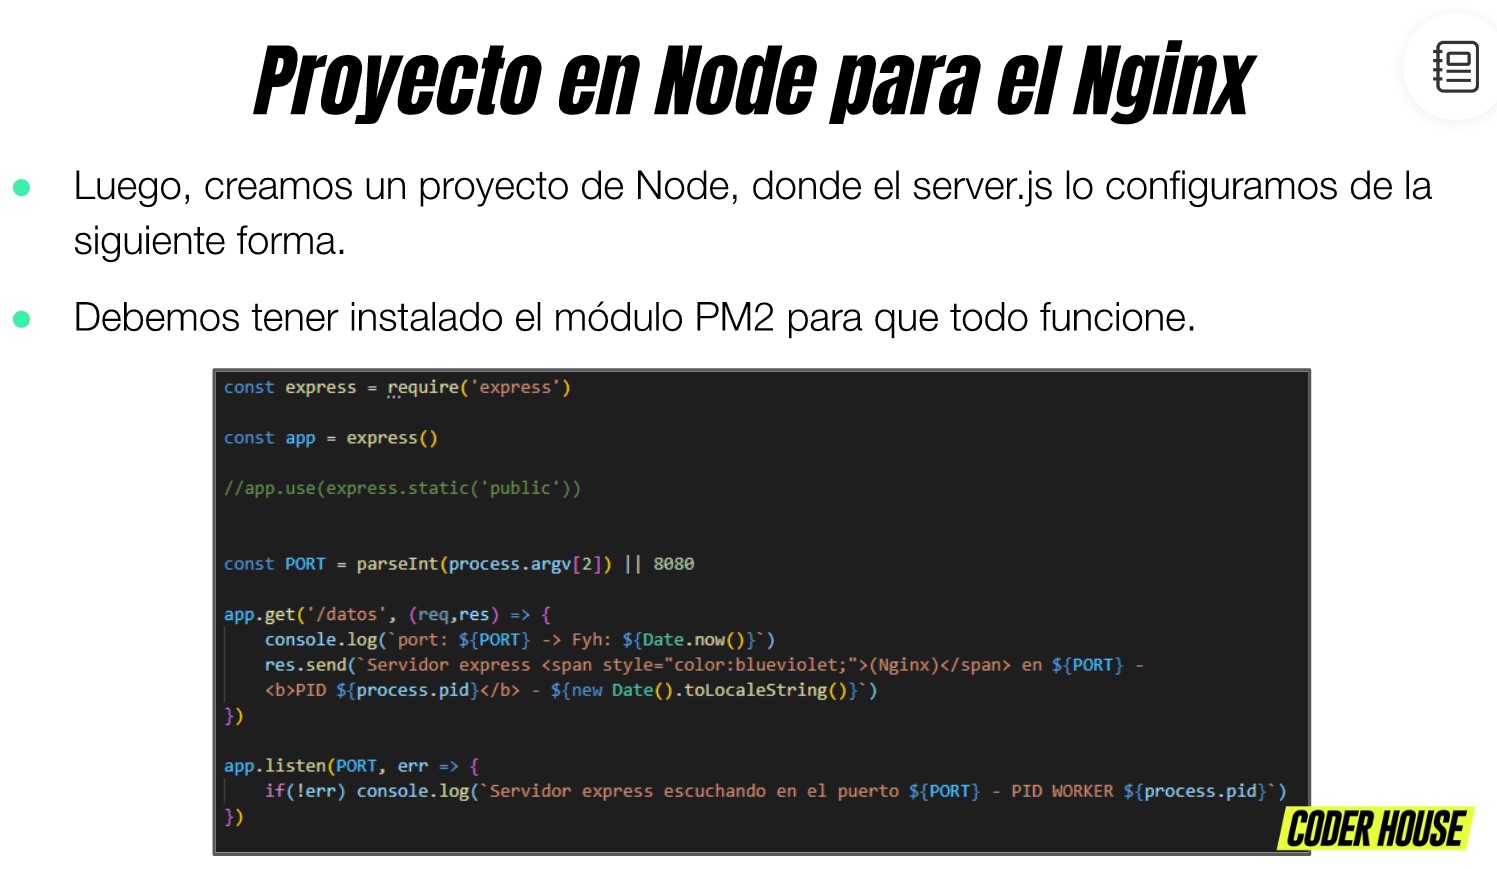 Proyecto en Node para el Nginx
Luego, creamos un proyecto de Node, donde el server.js lo configuramos de la
siguiente forma.
Debemos tener instalado el módulo PM2 para que todo funcione.
const express = require('express')
const app = express()
//app.use(express.static('public'))
const PORT = parseInt(process.argv[2]) || 8080
app.get('/datos', (req,res) => {
    console.log(`port: ${PORT} -> Fyh: ${Date.now()}`)
    res.send(`Servidor express <span style="color:blueviolet;">(Nginx)</span> en ${PORT} -
    <b>PID ${process.pid}</b> - ${new Date().toLocaleString()}`)
})
app.listen(PORT, err => {
    if(!err) console.log(`Servidor express escuchando en el puerto ${PORT} - PID WORKER ${process.pid}`)
})
CODER HOUSE